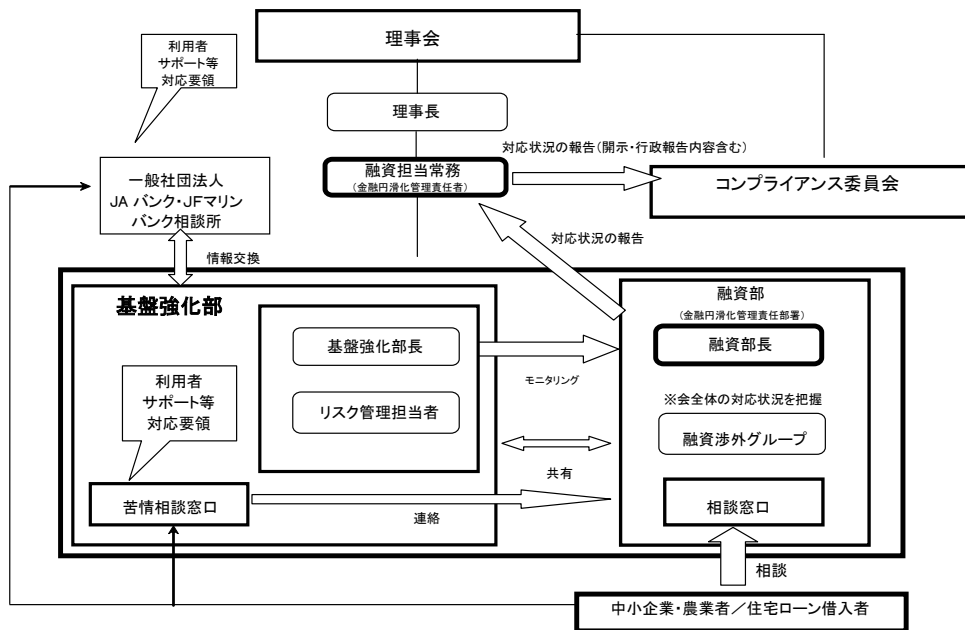 理事会
利用者
サポート等
対応要領
理事長
対応状況の報告(開示・行政報告内容含む)
融資担当常務
(金融円滑化管理責任者)
コンプライアンス委員会
一般社団法人
JA バンク・JFマリン
バンク相談所
対応状況の報告
情報交換
基盤強化部
融資部
(金融円滑化管理責任部署)
基盤強化部長
融資部長
モニタリング
利用者
サポート等
対応要領
リスク管理担当者
※会全体の対応状況を把握
融資渉外グループ
共有
苦情相談窓口
相談窓口
連絡
相談
中小企業・農業者／住宅ローン借入者